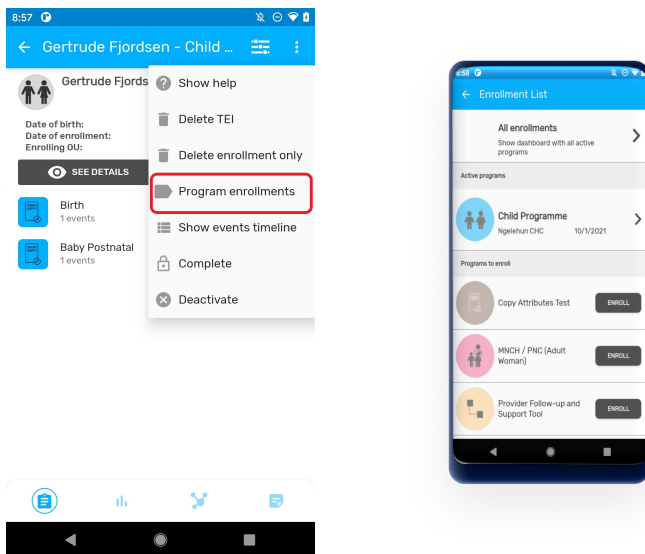 8:57
Gertrude Fjordsen - Child ...
Gertrude Fjords
Date of birth:
Date of enrollment:
Enrolling OU:
SEE DETAILS
Birth
1 events
Baby Postnatal
1 events
Show help
Delete TEI
Delete enrollment only
Program enrollments
Show events timeline
Complete
Deactivate
8:58
Enrollment List
All enrollments
Show dashboard with all active
programs
Active programs
Child Programme
Ngelehun CHC 10/1/2021
Programs to enroll
Copy Attributes Test
ENROLL
MNCH / PNC (Adult
Woman)
ENROLL
Provider Follow-up and
Support Tool
ENROLL